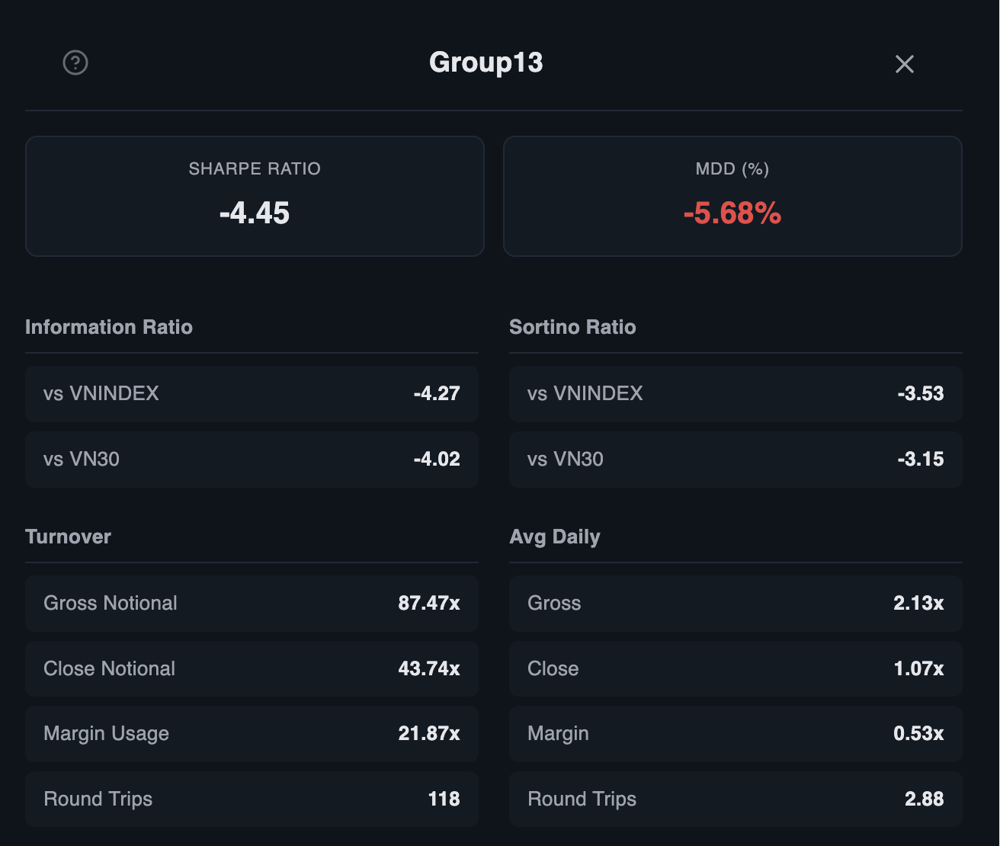 ?
Group13
SHARPE RATIO
-4.45
MDD (%)
-5.68%
Information Ratio
vs VNINDEX -4.27
vs VN30 -4.02
Sortino Ratio
vs VNINDEX -3.53
vs VN30 -3.15
Turnover
Gross Notional 87.47x
Close Notional 43.74x
Margin Usage 21.87x
Round Trips 118
Avg Daily
Gross 2.13x
Close 1.07x
Margin 0.53x
Round Trips 2.88